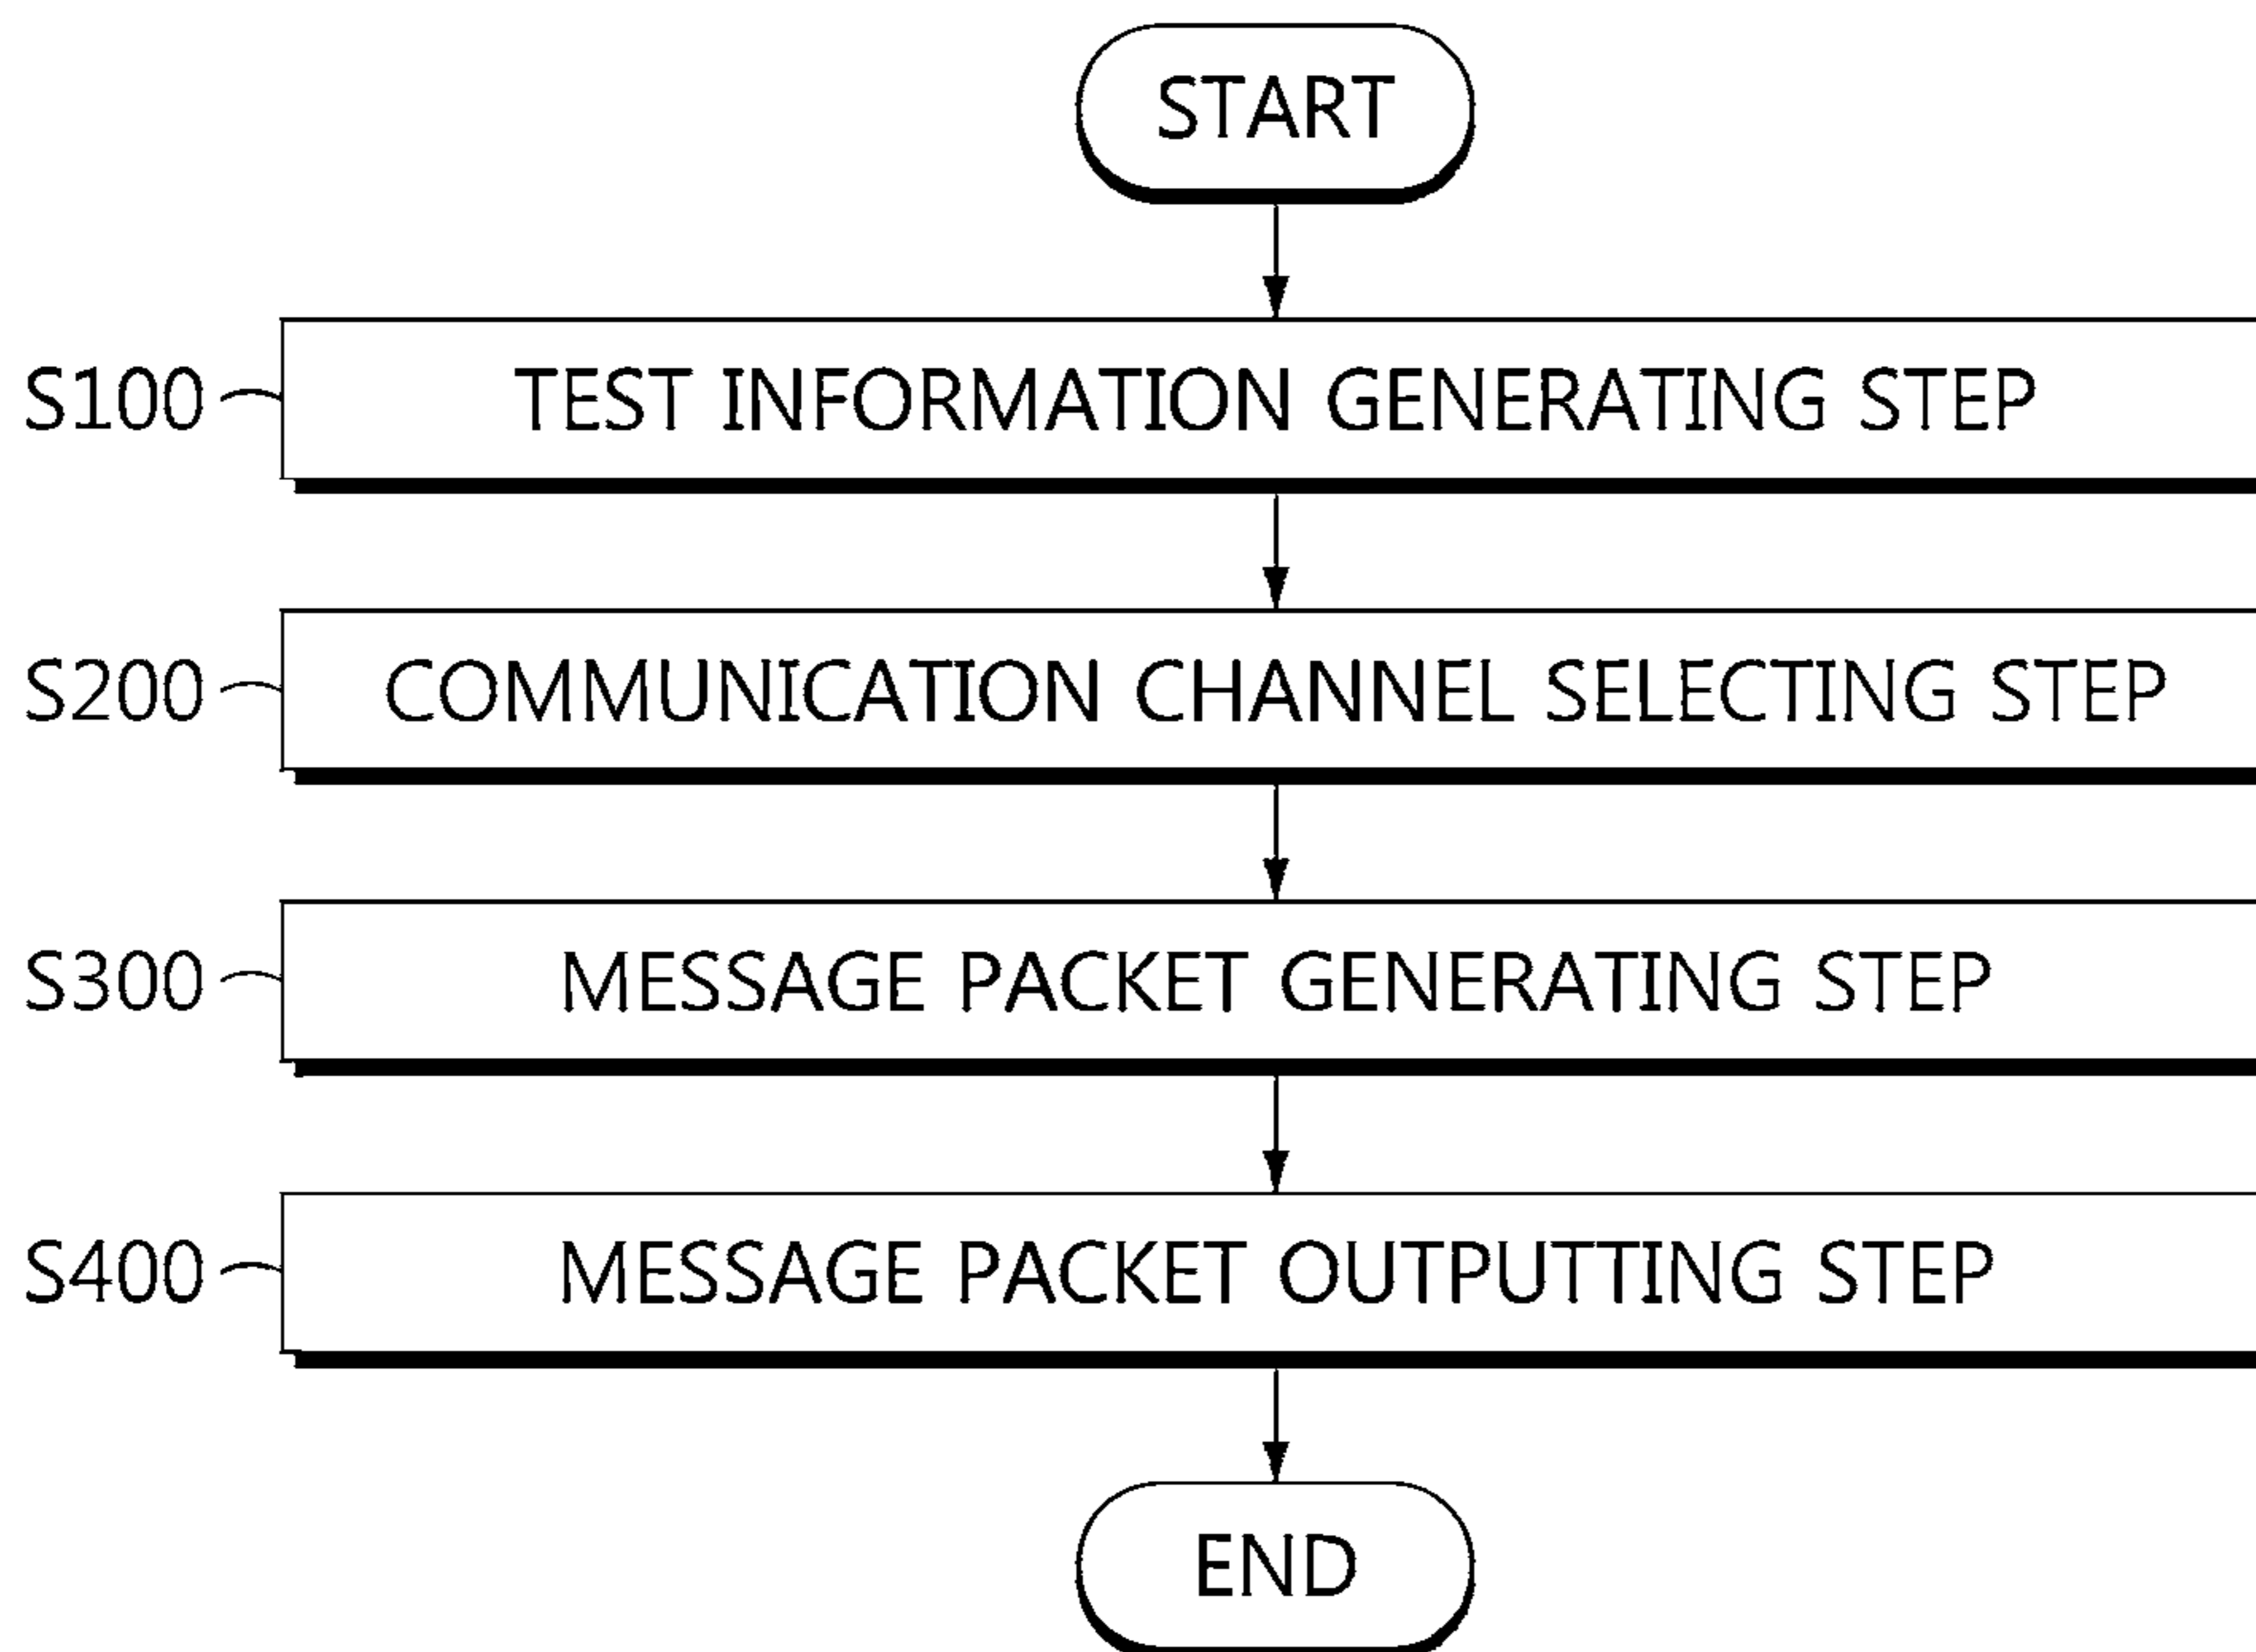 START
S100 TEST INFORMATION GENERATING STEP
S200 COMMUNICATION CHANNEL SELECTING STEP
S300 MESSAGE PACKET GENERATING STEP
S400 MESSAGE PACKET OUTPUTTING STEP
END